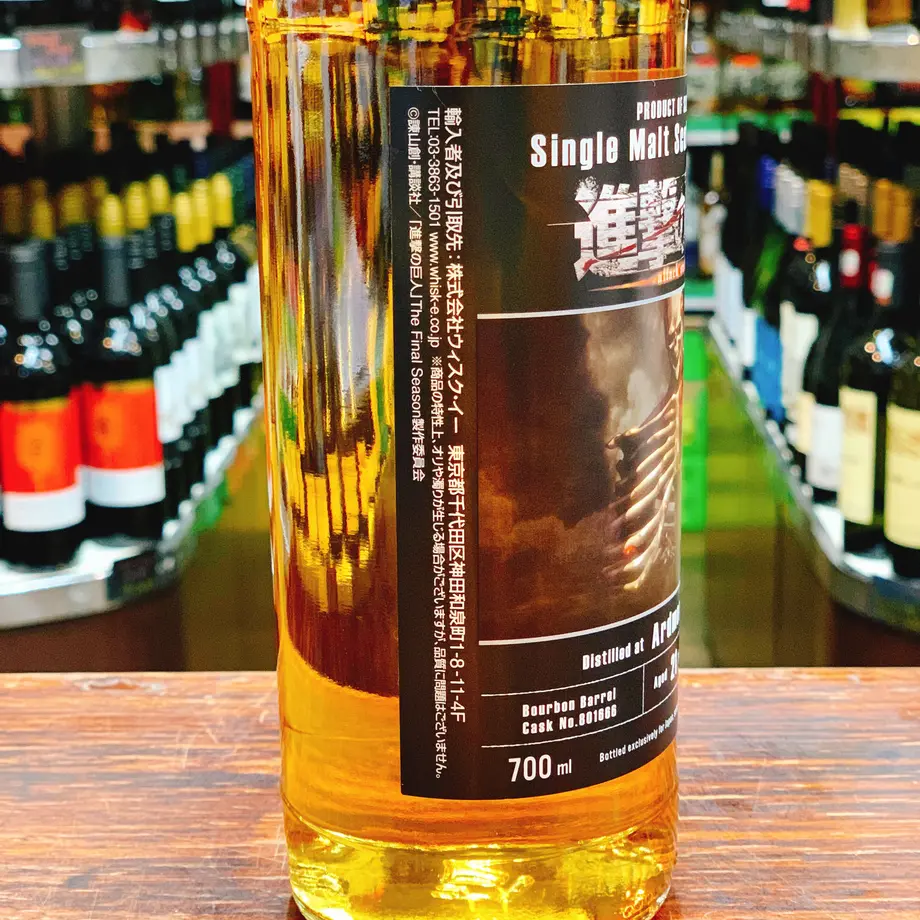 輸入者及び引取先：株式会社ウィスク・イー 東京都千代田区神田和泉町1-8-11-4F
TEL:03-3863-1501 www.whisk-e.co.jp ※商品の特性上、オリや濁りが生じる場合がございますが、品質に問題はございません。
©諫山創・講談社／「進撃の巨人」The Final Season製作委員会
PRODUCT OF
Single Malt
進撃
Distilled at
Bourbon Barrel
Cask No.801666
Aged
Bottled exclusively for
700 ml